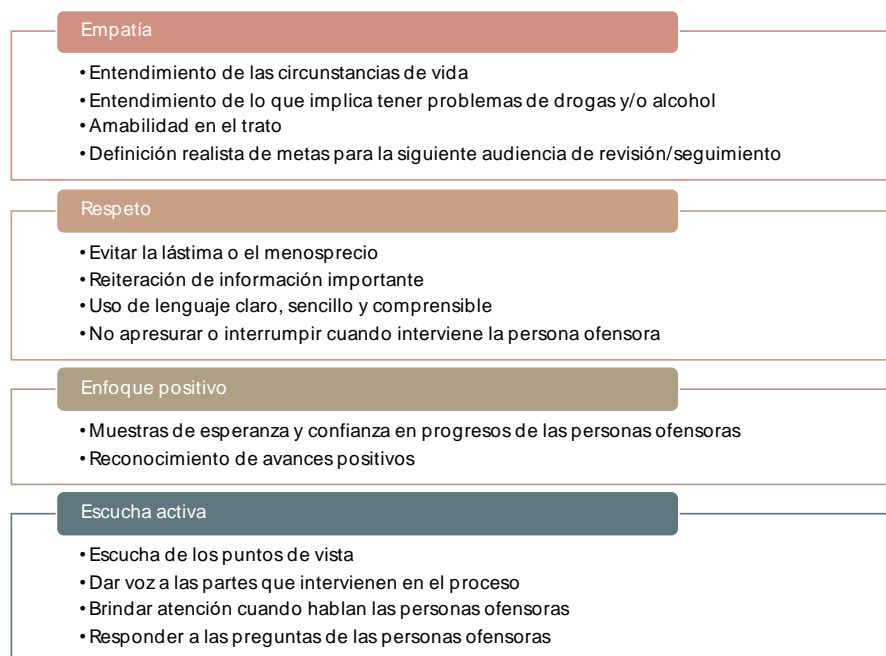 Empatía
• Entendimiento de las circunstancias de vida
• Entendimiento de lo que implica tener problemas de drogas y/o alcohol
• Amabilidad en el trato
• Definición realista de metas para la siguiente audiencia de revisión/seguimiento
Respeto
• Evitar la lástima o el menosprecio
• Reiteración de información importante
• Uso de lenguaje claro, sencillo y comprensible
• No apresurar o interrumpir cuando interviene la persona ofensora
Enfoque positivo
• Muestras de esperanza y confianza en progresos de las personas ofensoras
• Reconocimiento de avances positivos
Escucha activa
• Escucha de los puntos de vista
• Dar voz a las partes que intervienen en el proceso
• Brindar atención cuando hablan las personas ofensoras
• Responder a las preguntas de las personas ofensoras